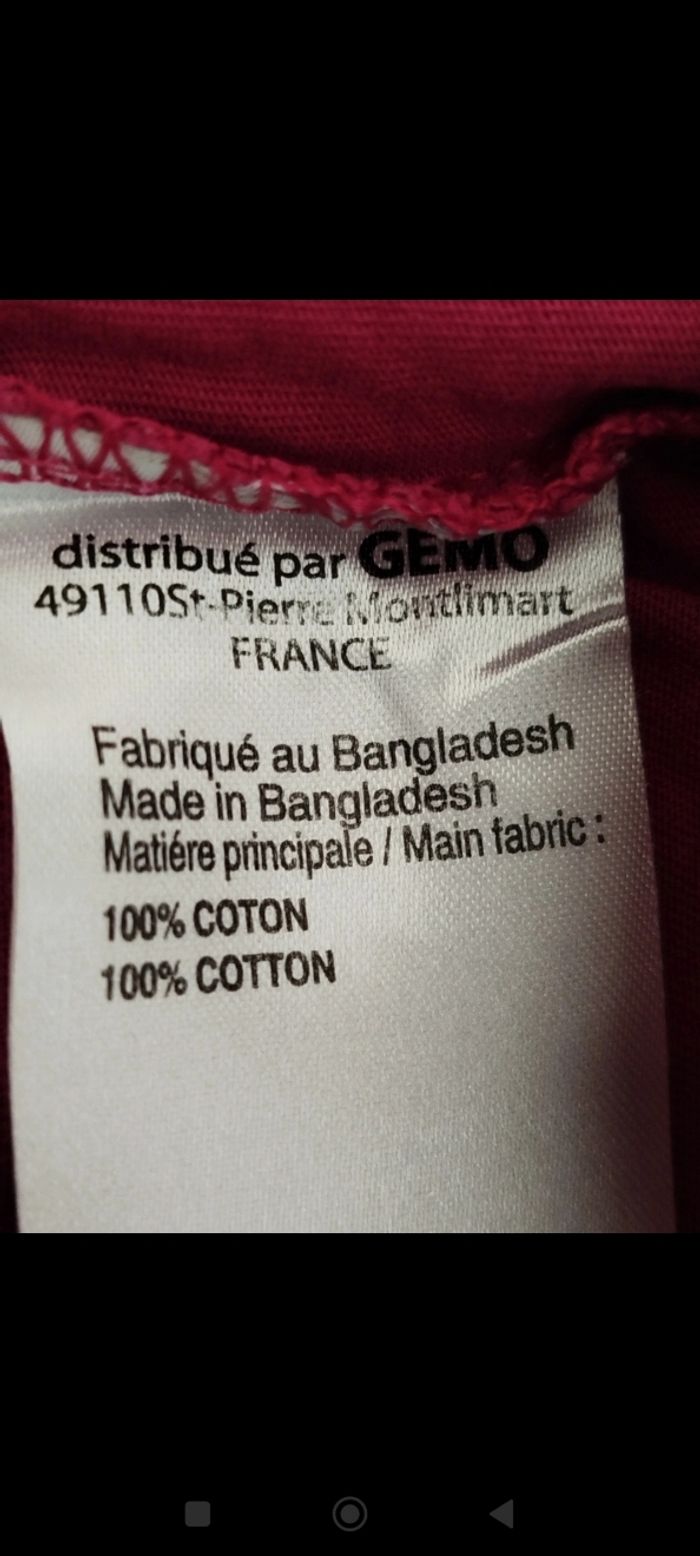 distribué par GEMO
49110St-Pierre Montlimart
FRANCE
Fabriqué au Bangladesh
Made in Bangladesh
Matiére principale / Main fabric :
100% COTON
100% COTTON